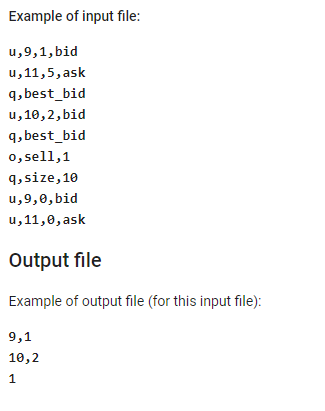 Example of input file:
u,9,1,bid
u,11,5,ask
q,best_bid
u,10,2,bid
q,best_bid
o,sell,1
q,size,10
u,9,0,bid
u,11,0,ask
Output file
Example of output file (for this input file):
9,1
10,2
1